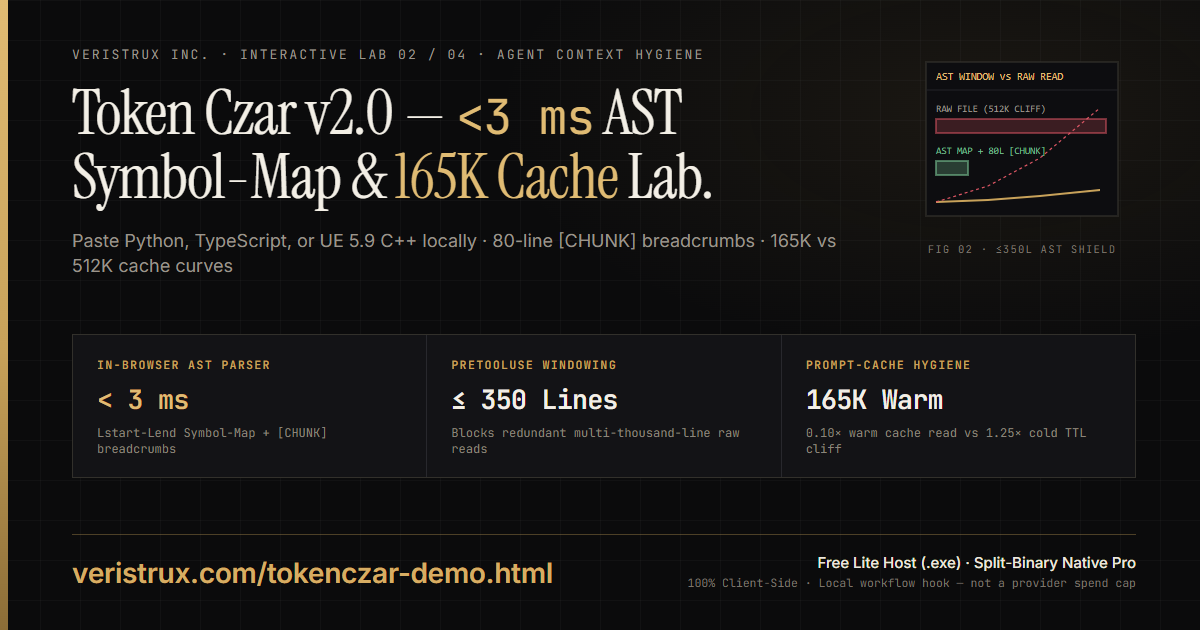 VERISTRUX INC. · INTERACTIVE LAB 02 / 04 · AGENT CONTEXT HYGIENE
Token Czar v2.0 — <3 ms AST
Symbol-Map & 165K Cache Lab.
Paste Python, TypeScript, or UE 5.9 C++ locally · 80-line [CHUNK] breadcrumbs · 165K vs
512K cache curves
AST WINDOW vs RAW READ
RAW FILE (512K CLIFF)
AST MAP + 80L [CHUNK]
FIG 02 · ≤350L AST SHIELD
IN-BROWSER AST PARSER
< 3 ms
Lstart-Lend Symbol-Map + [CHUNK]
breadcrumbs
PRETOOLUSE WINDOWING
≤ 350 Lines
Blocks redundant multi-thousand-line raw
reads
PROMPT-CACHE HYGIENE
165K Warm
0.10× warm cache read vs 1.25× cold TTL
cliff
veristrux.com/tokenczar-demo.html
Free Lite Host (.exe) · Split-Binary Native Pro
100% Client-Side · Local workflow hook — not a provider spend cap